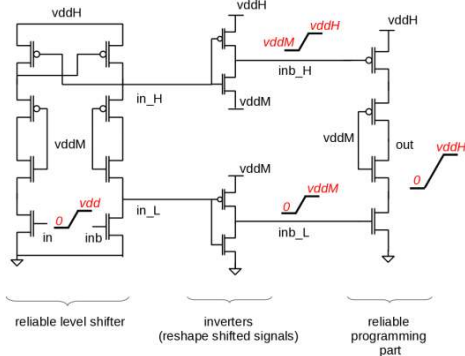 vddH
vddH
vddH
vddH
vddM
inb_H
in_H
vddM
vddM
vddM
out
vddM
vddM
vddH
in_L
0
0
vdd
0
inb_L
in
inb
reliable level shifter
inverters
(reshape shifted signals)
reliable
programming
part